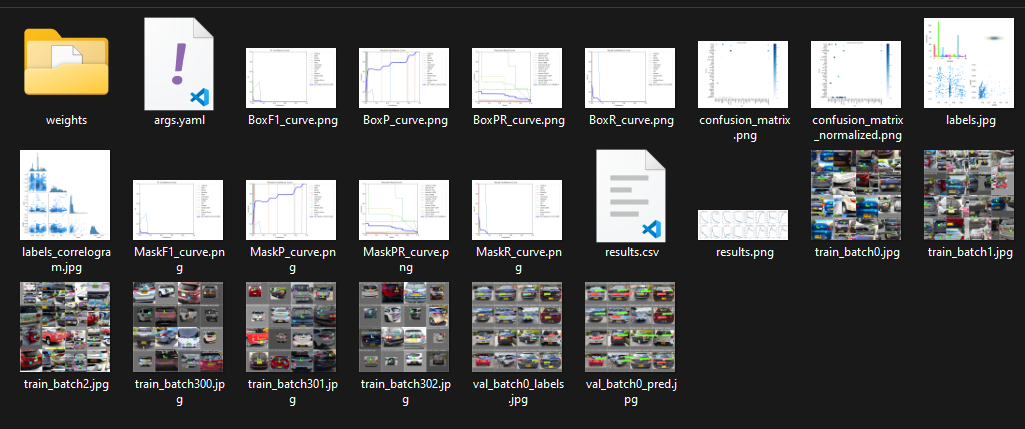 weights
args.yaml
BoxF1_curve.png
BoxP_curve.png
BoxPR_curve.png
BoxR_curve.png
confusion_matrix
.png
confusion_matrix
_normalized.png
labels.jpg
labels_correlogra
m.jpg
MaskF1_curve.pn
g
MaskP_curve.pn
g
MaskPR_curve.p
ng
MaskR_curve.pn
g
results.csv
results.png
train_batch0.jpg
train_batch1.jpg
train_batch2.jpg
train_batch300.jp
g
train_batch301.jp
g
train_batch302.jp
g
val_batch0_labels
.jpg
val_batch0_pred.j
pg